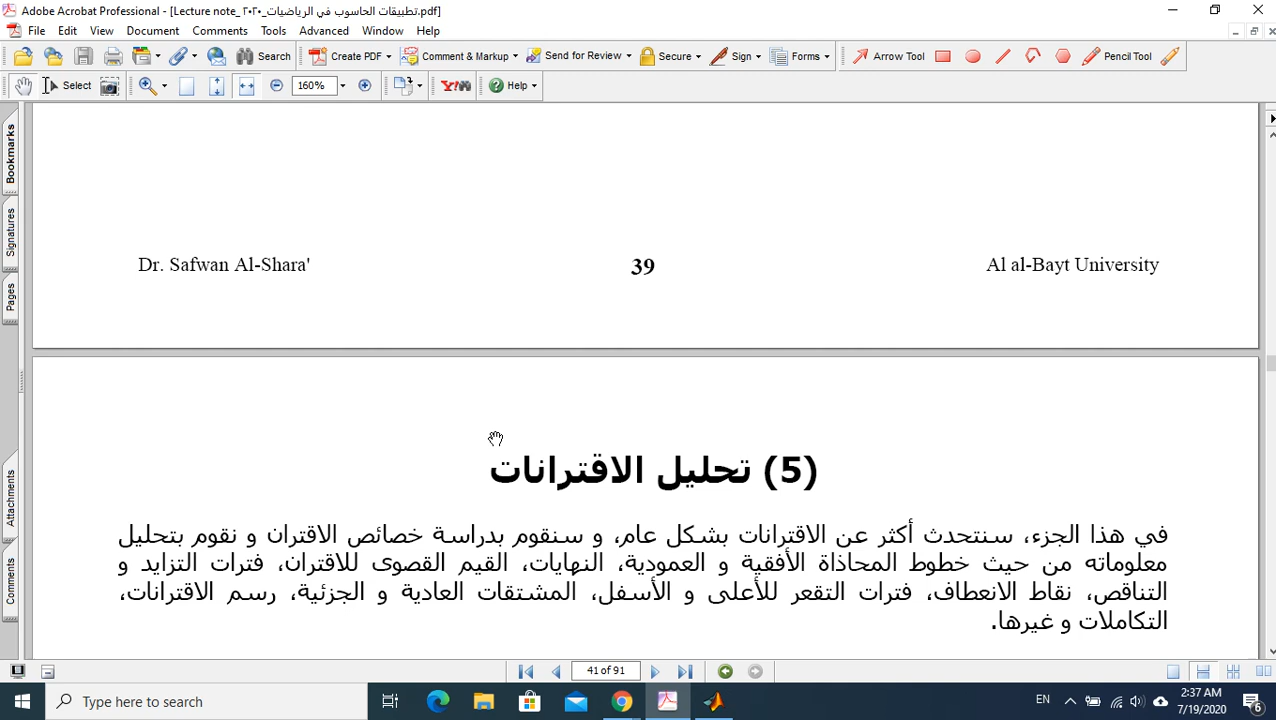 Adobe Acrobat Professional - [Lecture note_ تطبيقات الحاسوب في الرياضيات_٢٠٢٠.pdf]
File Edit View Document Comments Tools Advanced Window Help
Search Create PDF Comment & Markup Send for Review Secure Sign Forms Arrow Tool Pencil Tool
Select 160% Y! Help
Bookmarks
Signatures
Pages
Attachments
Comments
Dr. Safwan Al-Shara' 39 Al al-Bayt University
(5) تحليل الاقترانات
في هذا الجزء، سنتحدث أكثر عن الاقترانات بشكل عام، و سنقوم بدراسة خصائص الاقتران و نقوم بتحليل
معلوماته من حيث خطوط المحاذاة الأفقية و العمودية، النهايات، القيم القصوى للاقتران، فترات التزايد و
التناقص، نقاط الانعطاف، فترات التقعر للأعلى و الأسفل، المشتقات العادية و الجزئية، رسم الاقترانات،
التكاملات و غيرها.
41 of 91
Type here to search
EN
2:37 AM
7/19/2020
6